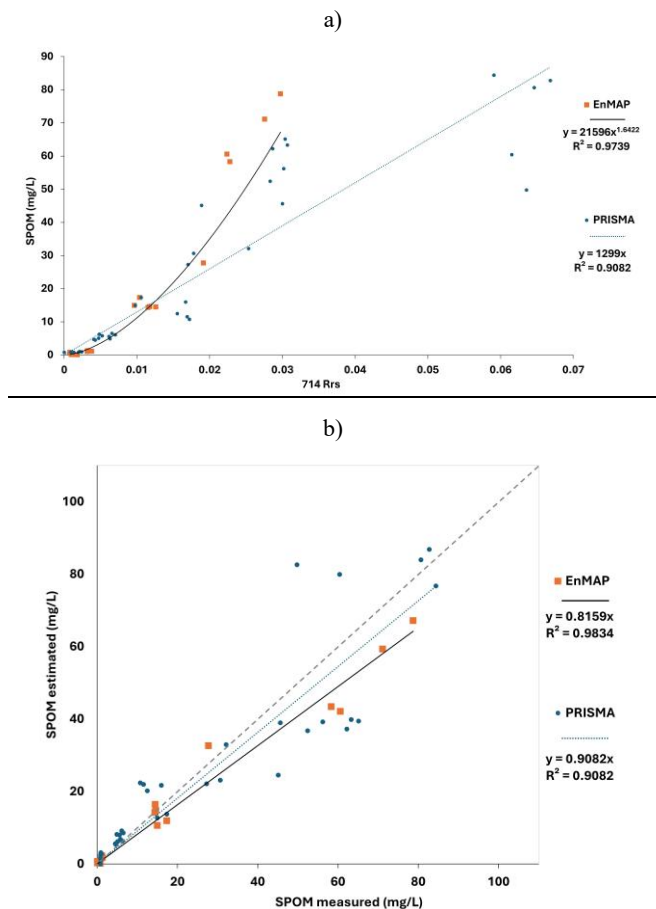 a)
90
80
70
60
50
40
30
20
10
0
SPOM (mg/L)
0
0.01
0.02
0.03
0.04
0.05
0.06
0.07
714 Rrs
EnMAP
y = 21596x^1.6422
R² = 0.9739
PRISMA
y = 1299x
R² = 0.9082
b)
100
80
60
40
20
0
SPOM estimated (mg/L)
0
20
40
60
80
100
SPOM measured (mg/L)
EnMAP
y = 0.8159x
R² = 0.9834
PRISMA
y = 0.9082x
R² = 0.9082